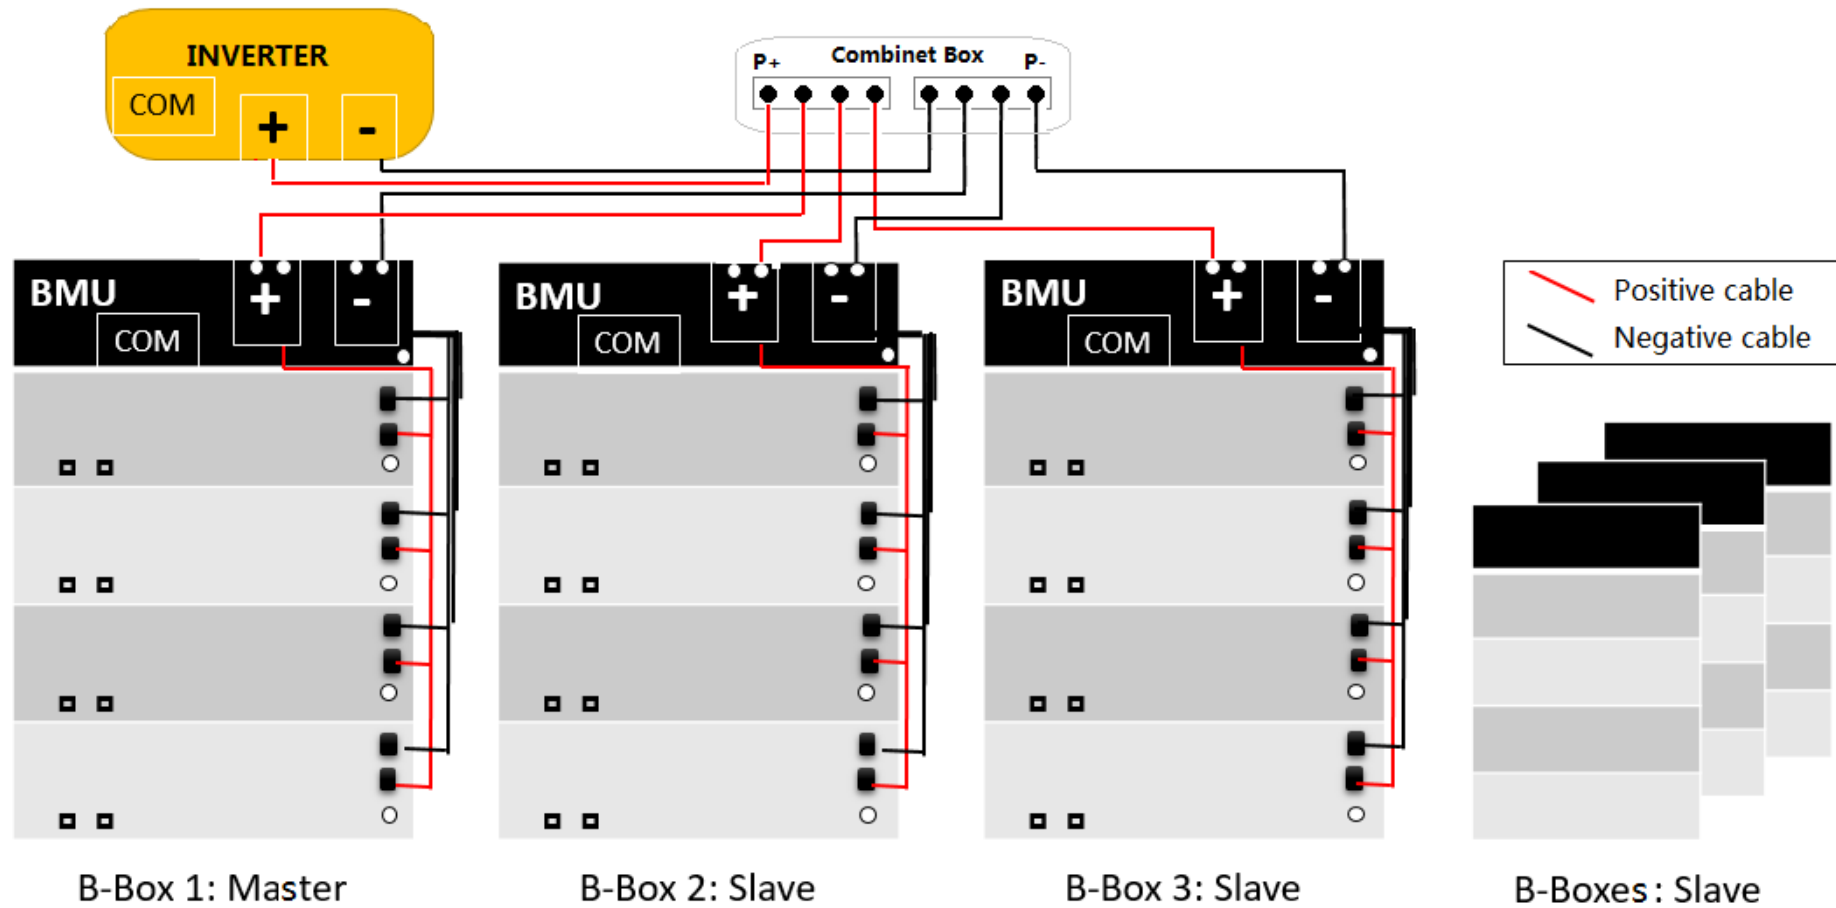 INVERTER
COM
+
-
Combinet Box
P+
P-
BMU
COM
+
-
BMU
COM
+
-
BMU
COM
+
-
Positive cable
Negative cable
B-Box 1: Master
B-Box 2: Slave
B-Box 3: Slave
B-Boxes: Slave